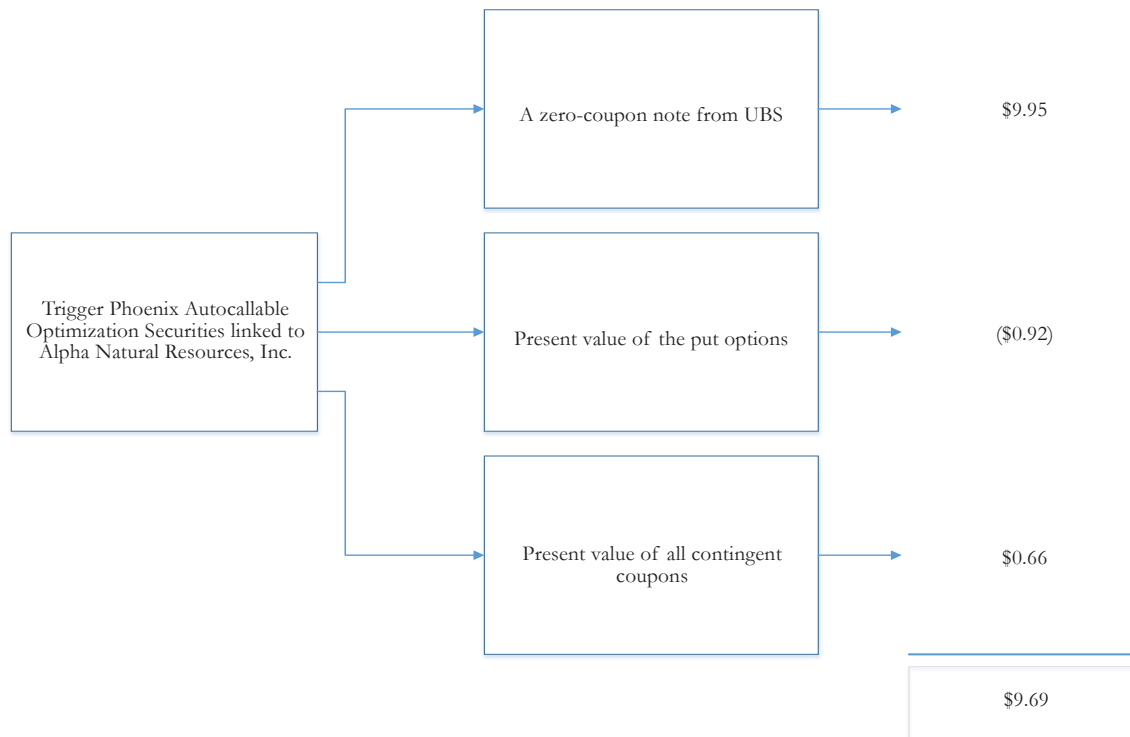 A zero-coupon note from UBS
$9.95
Trigger Phoenix Autocallable
Optimization Securities linked to
Alpha Natural Resources, Inc.
Present value of the put options
($0.92)
Present value of all contingent
coupons
$0.66
$9.69